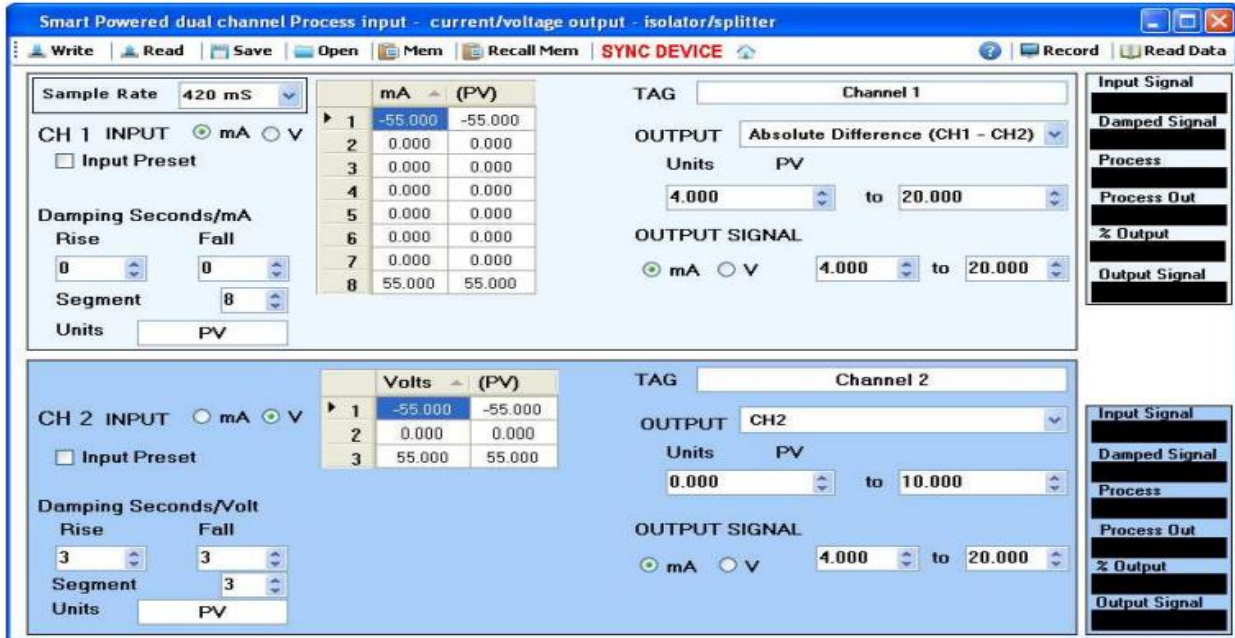 Smart Powered dual channel Process input - current/voltage output - isolator/splitter
Write Read Save Open Mem Recall Mem SYNC DEVICE Record Read Data
Sample Rate 420 mS
CH 1 INPUT mA V
Input Preset
Damping Seconds/mA
Rise Fall
0 0
Segment 8
Units PV
mA (PV)
1 -55.000 -55.000
2 0.000 0.000
3 0.000 0.000
4 0.000 0.000
5 0.000 0.000
6 0.000 0.000
7 0.000 0.000
8 55.000 55.000
TAG Channel 1
OUTPUT Absolute Difference (CH1 - CH2)
Units PV
4.000 to 20.000
OUTPUT SIGNAL
mA V 4.000 to 20.000
Input Signal
Damped Signal
Process
Process Out
% Output
Output Signal
CH 2 INPUT mA V
Input Preset
Damping Seconds/Volt
Rise Fall
3 3
Segment 3
Units PV
Volts (PV)
1 -55.000 -55.000
2 0.000 0.000
3 55.000 55.000
TAG Channel 2
OUTPUT CH2
Units PV
0.000 to 10.000
OUTPUT SIGNAL
mA V 4.000 to 20.000
Input Signal
Damped Signal
Process
Process Out
% Output
Output Signal